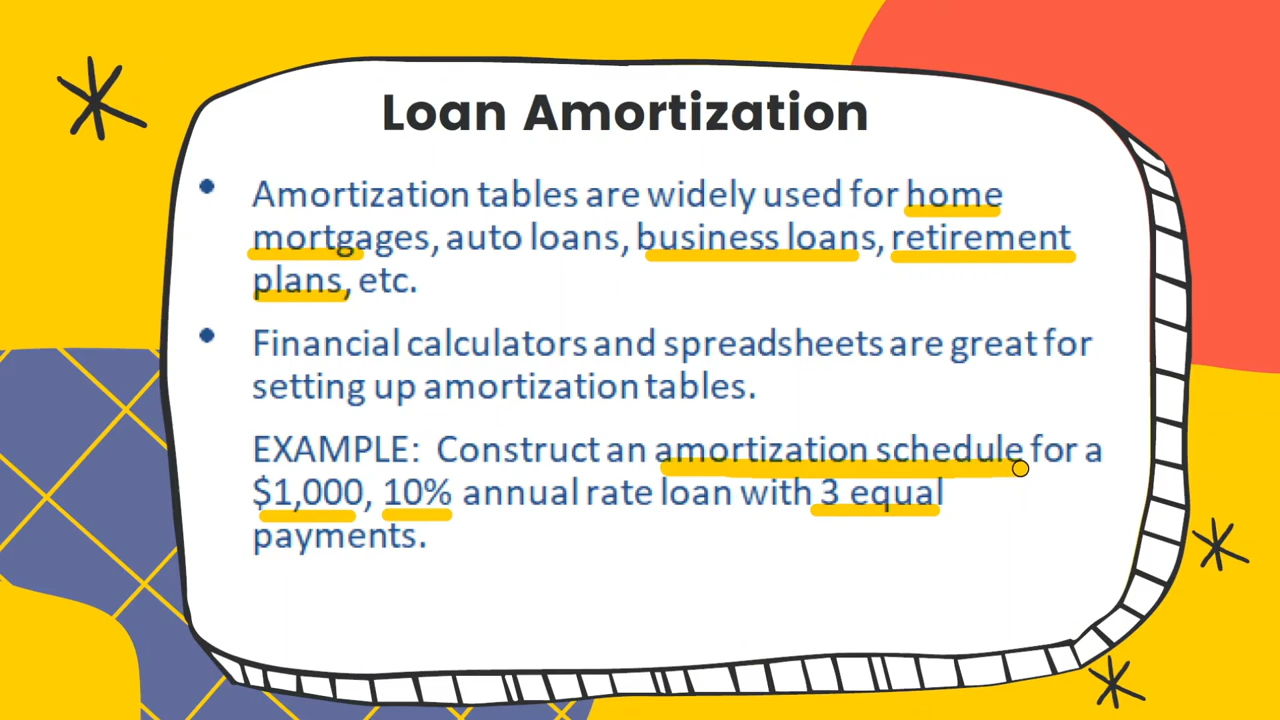 Loan Amortization
• Amortization tables are widely used for home
mortgages, auto loans, business loans, retirement
plans, etc.
• Financial calculators and spreadsheets are great for
setting up amortization tables.
EXAMPLE: Construct an amortization schedule for a
$1,000, 10% annual rate loan with 3 equal
payments.